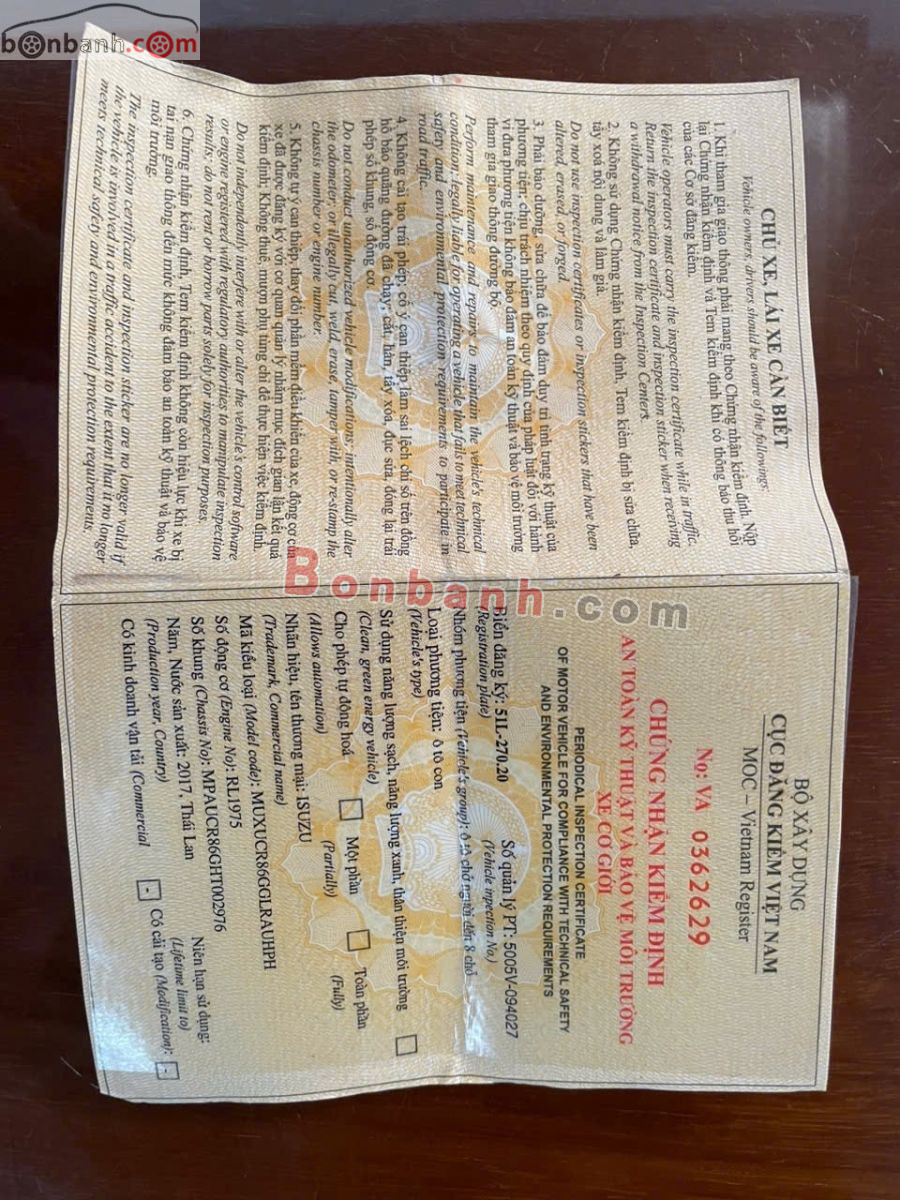 bonbanh.com
CHỦ XE, LÁI XE CẦN BIẾT
Vehicle owners, drivers should be aware of the followings:
1. Khi tham gia giao thông phải mang theo Chứng nhận kiểm định. Nộp
lại Chứng nhận kiểm định và Tem kiểm định khi có thông báo thu hồi
của các Cơ sở đăng kiểm.
Vehicle operators must carry the inspection certificate while in traffic.
Return the inspection certificate and inspection sticker when receiving
a withdrawal notice from the Inspection Centers.
2. Không sử dụng Chứng nhận kiểm định, Tem kiểm định bị sửa chữa,
tẩy xoá nội dung và làm giả.
Do not use inspection certificates or inspection stickers that have been
altered, erased, or forged.
3. Phải bảo dưỡng, sửa chữa để bảo đảm duy trì tình trạng kỹ thuật của
phương tiện; chịu trách nhiệm theo quy định của pháp luật đối với hành
vi đưa phương tiện không bảo đảm an toàn kỹ thuật và bảo vệ môi trường
tham gia giao thông đường bộ.
Perform maintenance and repairs to maintain the vehicle's technical
condition; legally liable for operating a vehicle that fails to meet technical
safety and environmental protection requirements to participate in
road traffic.
4. Không cải tạo trái phép; cố ý can thiệp làm sai lệch chỉ số trên đồng
hồ báo quãng đường đã chạy; cắt, hàn, tẩy xóa, đục sửa, đóng lại trái
phép số khung, số động cơ.
Do not conduct unauthorized vehicle modifications; intentionally alter
the odometer; or illegally cut, weld, erase, tamper with, or re-stamp the
chassis number or engine number.
5. Không tự ý can thiệp, thay đổi phần mềm điều khiển của xe, động cơ của
xe đã được đăng ký với cơ quan quản lý nhằm mục đích gian lận kết quả
kiểm định; Không thuê, mượn phụ tùng chỉ để thực hiện việc kiểm định.
Do not independently interfere with or alter the vehicle's control software
or engine registered with regulatory authorities to manipulate inspection
results; do not rent or borrow parts solely for inspection purposes.
6. Chứng nhận kiểm định, Tem kiểm định không còn hiệu lực khi xe bị
tai nạn giao thông đến mức không đảm bảo an toàn kỹ thuật và bảo vệ
môi trường.
The inspection certificate and inspection sticker are no longer valid if
the vehicle is involved in a traffic accident to the extent that it no longer
meets technical safety and environmental protection requirements.
Bonbanh.com
BỘ XÂY DỰNG
CỤC ĐĂNG KIỂM VIỆT NAM
MOC – Vietnam Register
No: VA 0362629
CHỨNG NHẬN KIỂM ĐỊNH
AN TOÀN KỸ THUẬT VÀ BẢO VỆ MÔI TRƯỜNG
XE CƠ GIỚI
PERIODICAL INSPECTION CERTIFICATE
OF MOTOR VEHICLE FOR COMPLIANCE WITH TECHNICAL SAFETY
AND ENVIRONMENTAL PROTECTION REQUIREMENTS
Biển đăng ký: 51L-270.20 Số quản lý PT: 5005V-094027
(Registration plate) (Vehicle inpection No.)
Nhóm phương tiện (Vehicle's group): ô tô chở người đến 8 chỗ
Loại phương tiện: ô tô con
(Vehicle's type)
Sử dụng năng lượng sạch, năng lượng xanh, thân thiện môi trường
(Clean, green energy vehicle)
Cho phép tự động hoá Một phần Toàn phần
(Allows automation) (Partially) (Fully)
Nhãn hiệu, tên thương mại: ISUZU
(Trademark, Commercial name)
Mã kiểu loại (Model code): MUXUCR86GGLRAUHPH
Số động cơ (Engine No): RL1975
Số khung (Chassis No): MPAUCR86GHT002976
Năm, Nước sản xuất: 2017, Thái Lan Niên hạn sử dụng:
(Production year, Country) (Lifetime limit to)
Có kinh doanh vận tải (Commercial - Có cải tạo (Modification): -